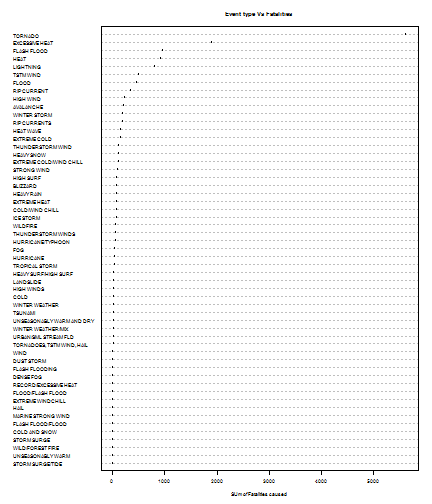 Event type Vs Fatalities
TORNADO
EXCESSIVE HEAT
FLASH FLOOD
HEAT
LIGHTNING
TSTM WIND
FLOOD
RIP CURRENT
HIGH WIND
AVALANCHE
WINTER STORM
RIP CURRENTS
HEAT WAVE
EXTREME COLD
THUNDERSTORM WIND
HEAVY SNOW
EXTREME COLD/WIND CHILL
STRONG WIND
HIGH SURF
BLIZZARD
HEAVY RAIN
EXTREME HEAT
COLD/WIND CHILL
ICE STORM
WILDFIRE
THUNDERSTORM WINDS
HURRICANE/TYPHOON
FOG
HURRICANE
TROPICAL STORM
HEAVY SURF/HIGH SURF
LANDSLIDE
HIGH WINDS
COLD
WINTER WEATHER
TSUNAMI
UNSEASONABLY WARM AND DRY
WINTER WEATHER/MIX
URBAN/SML STREAM FLD
TORNADOES, TSTM WIND, HAIL
WIND
DUST STORM
FLASH FLOODING
DENSE FOG
RECORD/EXCESSIVE HEAT
FLOOD/FLASH FLOOD
EXTREME WINDCHILL
HAIL
MARINE STRONG WIND
FLASH FLOOD/FLOOD
COLD AND SNOW
STORM SURGE
WILD/FOREST FIRE
UNSEASONABLY WARM
STORM SURGE/TIDE
0 1000 2000 3000 4000 5000
SUm of Fatalites caused